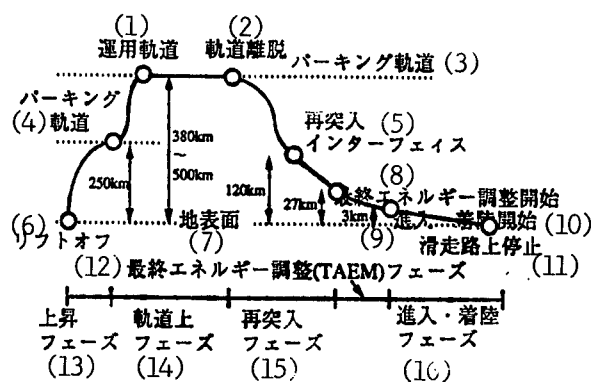 (1)
運用軌道
(2)
軌道離脱
パーキング軌道 (3)
パーキング
(4) 軌道
380km
～
500km
250km
再突入 (5)
インターフェイス
120km
(8)
最終エネルギー調整開始
27km
3km
進入・着陸開始
(6)
リフトオフ
地表面
(7)
(9)
(10)
滑走路上停止
(11)
(12) 最終エネルギー調整(TAEM)フェーズ
上昇
フェーズ
(13)
軌道上
フェーズ
(14)
再突入
フェーズ
(15)
進入・着陸
フェーズ
(16)